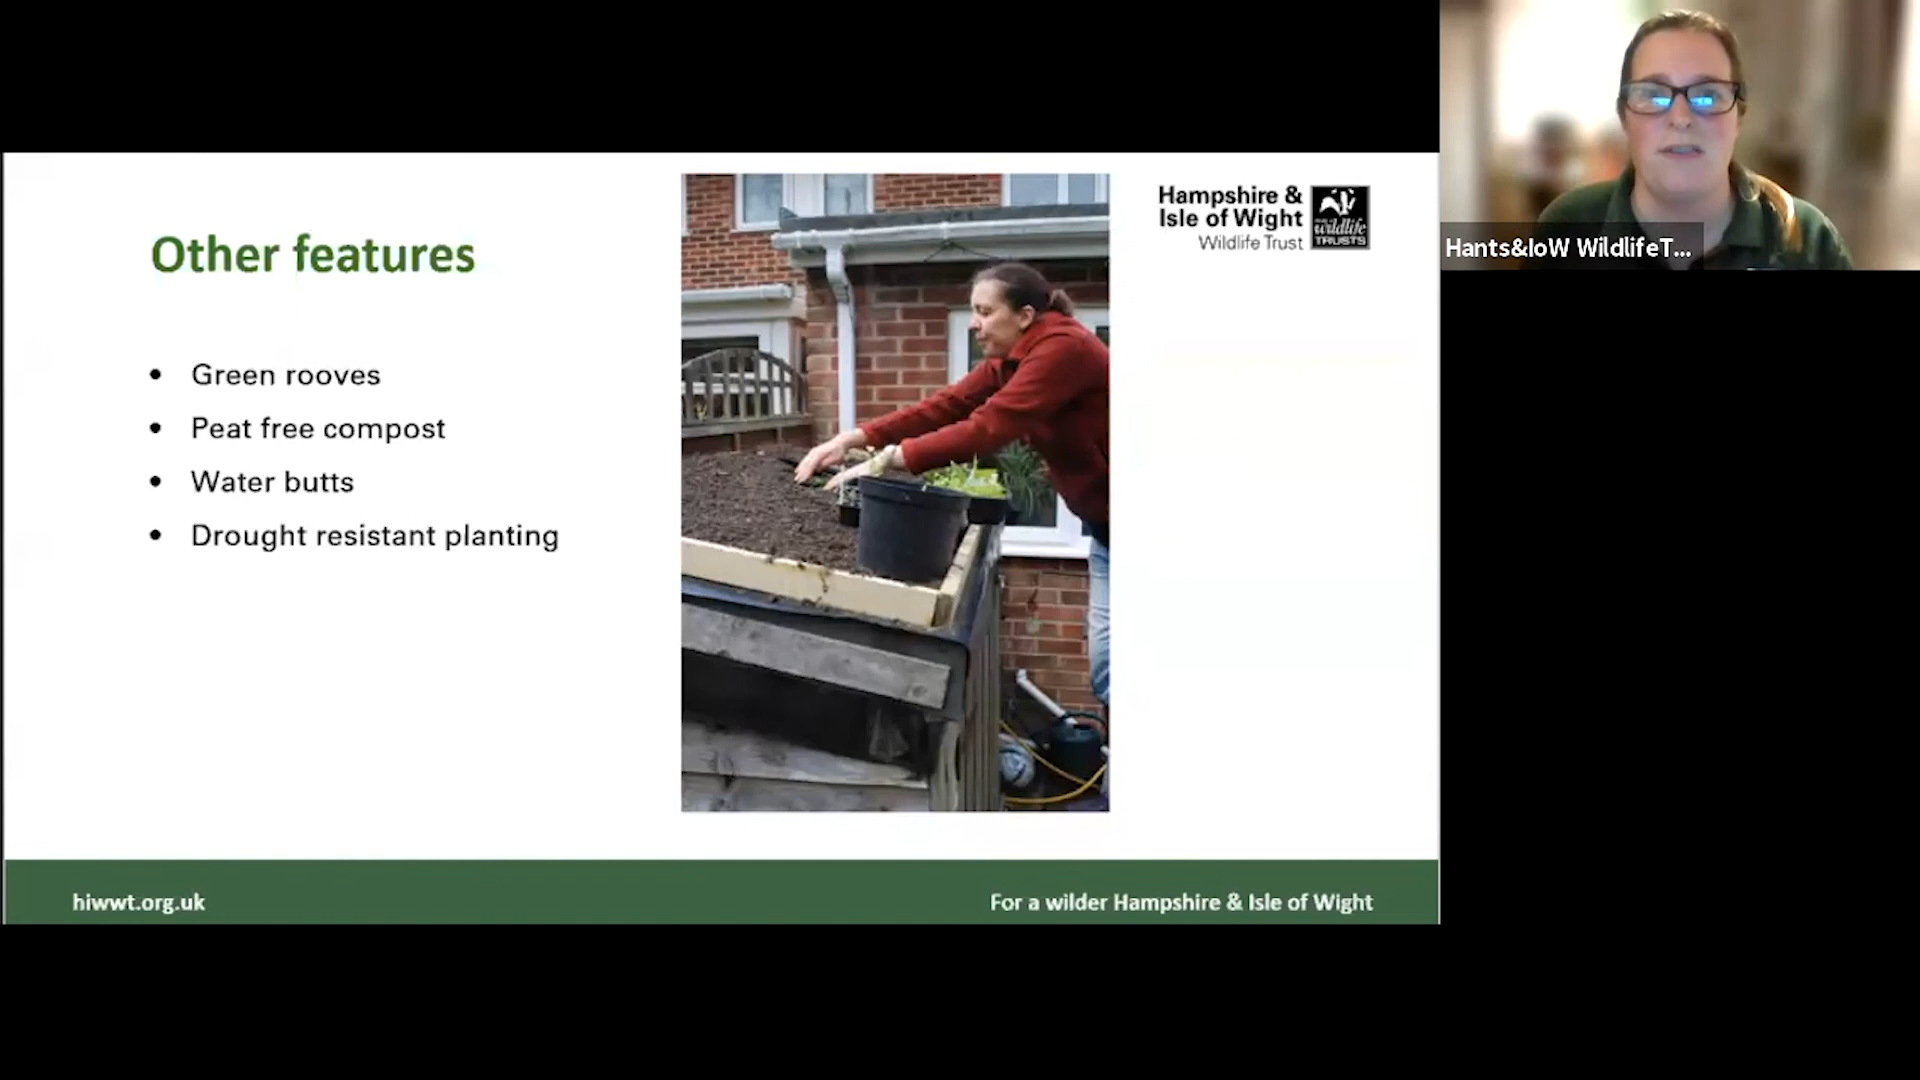 Other features
Green rooves
Peat free compost
Water butts
Drought resistant planting
Hampshire &
Isle of Wight
Wildlife Trust
wildlife
TRUSTS
hiwwt.org.uk
For a wilder Hampshire & Isle of Wight
Hants&IoW WildlifeT...